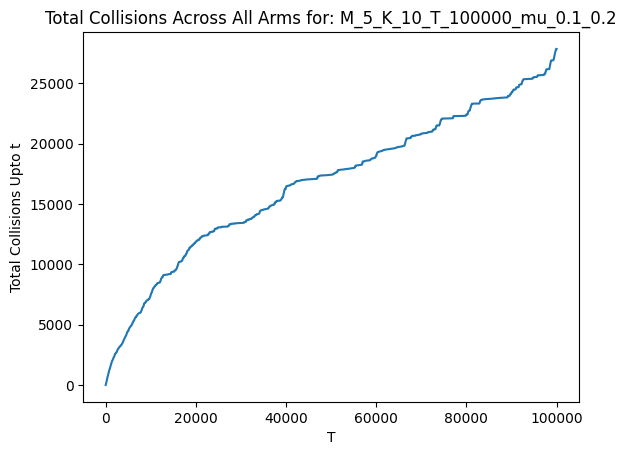 Total Collisions Across All Arms for: M_5_K_10_T_100000_mu_0.1_0.2
Total Collisions Upto t
25000
20000
15000
10000
5000
0
0 20000 40000 60000 80000 100000
T